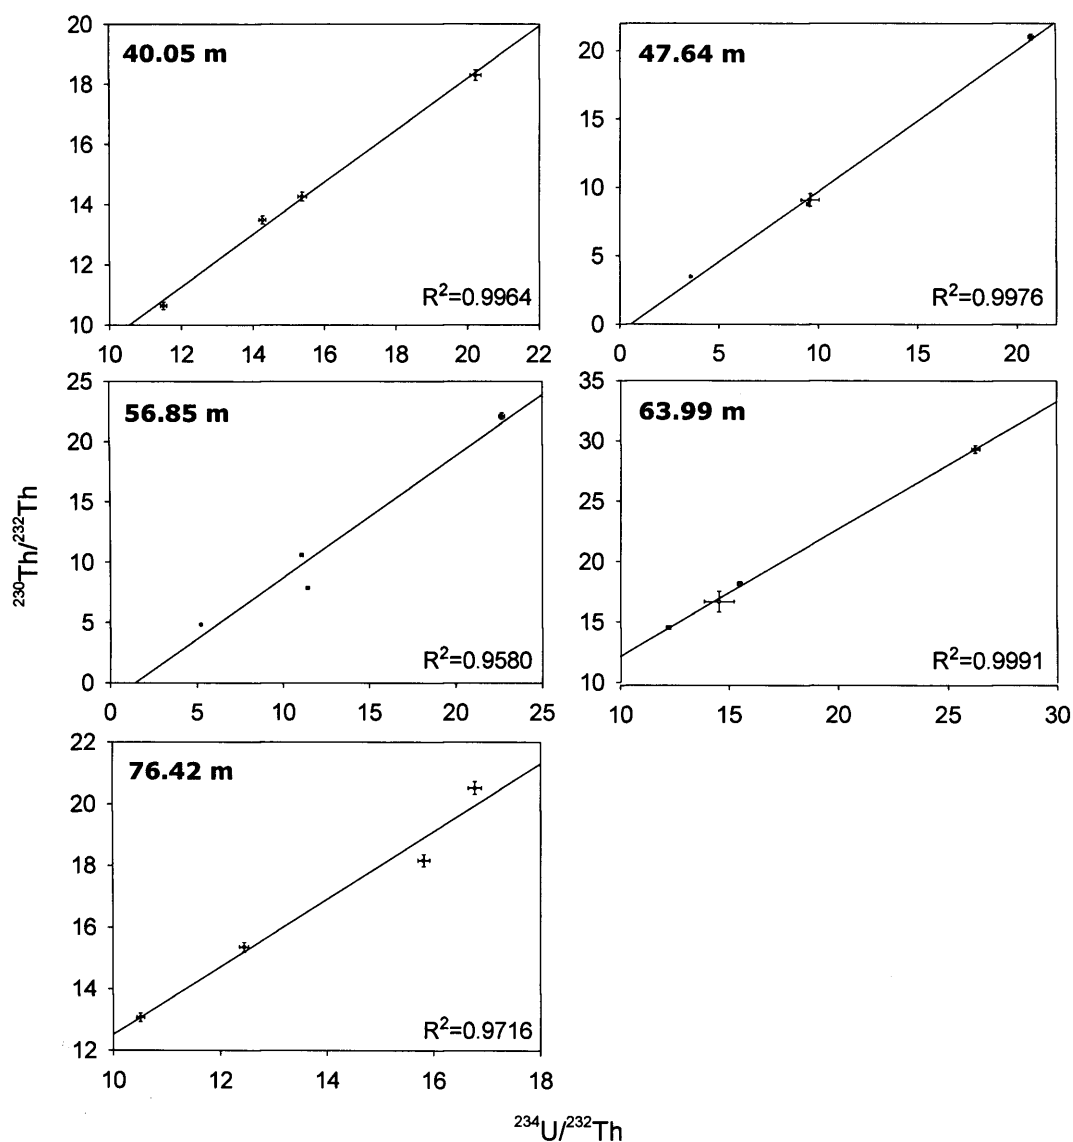 40.05 m
20
18
16
14
12
10
10 12 14 16 18 20 22
R²=0.9964
47.64 m
20
15
10
5
0
0 5 10 15 20
R²=0.9976
56.85 m
25
20
15
10
5
0
0 5 10 15 20 25
R²=0.9580
63.99 m
35
30
25
20
15
10
10 15 20 25 30
R²=0.9991
76.42 m
22
20
18
16
14
12
10 12 14 16 18
R²=0.9716
²³⁰Th/²³²Th
²³⁴U/²³²Th